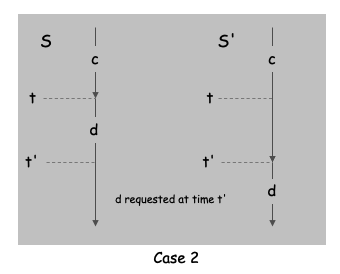 S S'
c c
t t
d
t' t'
d
d requested at time t'
Case 2